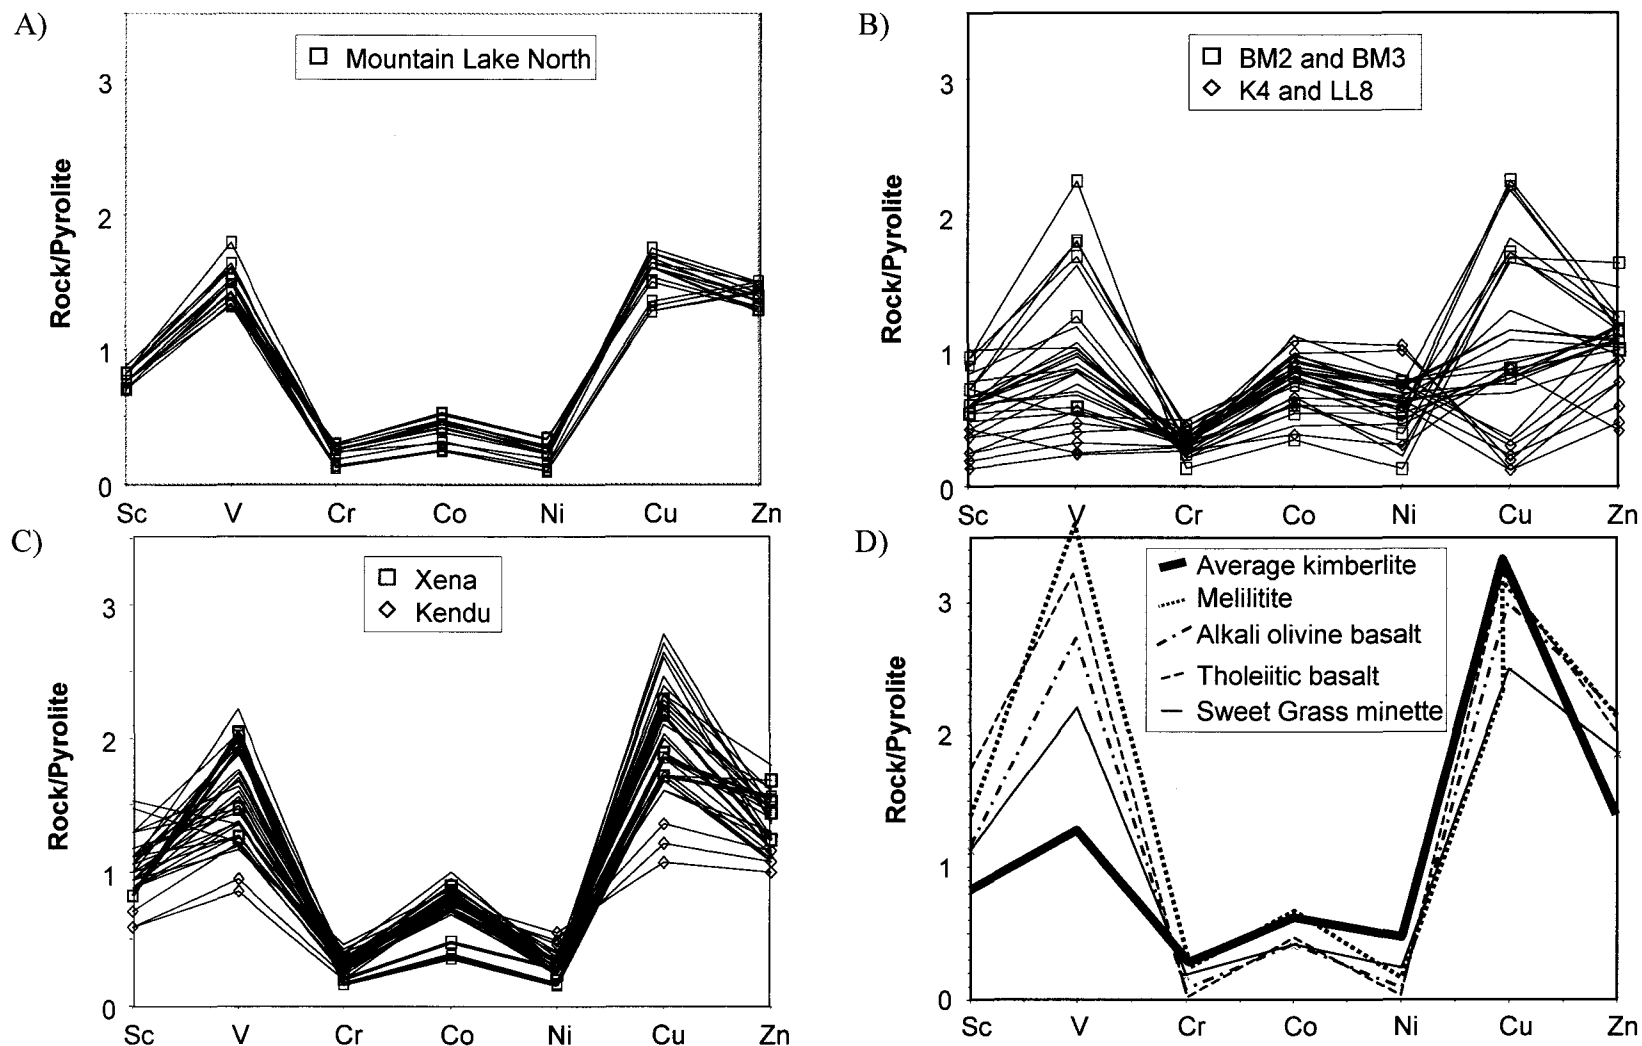 A)
Mountain Lake North
Rock/Pyrolite
3
2
1
0
Sc V Cr Co Ni Cu Zn
B)
BM2 and BM3
K4 and LL8
Rock/Pyrolite
3
2
1
0
Sc V Cr Co Ni Cu Zn
C)
Xena
Kendu
Rock/Pyrolite
3
2
1
0
Sc V Cr Co Ni Cu Zn
D)
Average kimberlite
Melilitite
Alkali olivine basalt
Tholeiitic basalt
Sweet Grass minette
Rock/Pyrolite
3
2
1
0
Sc V Cr Co Ni Cu Zn